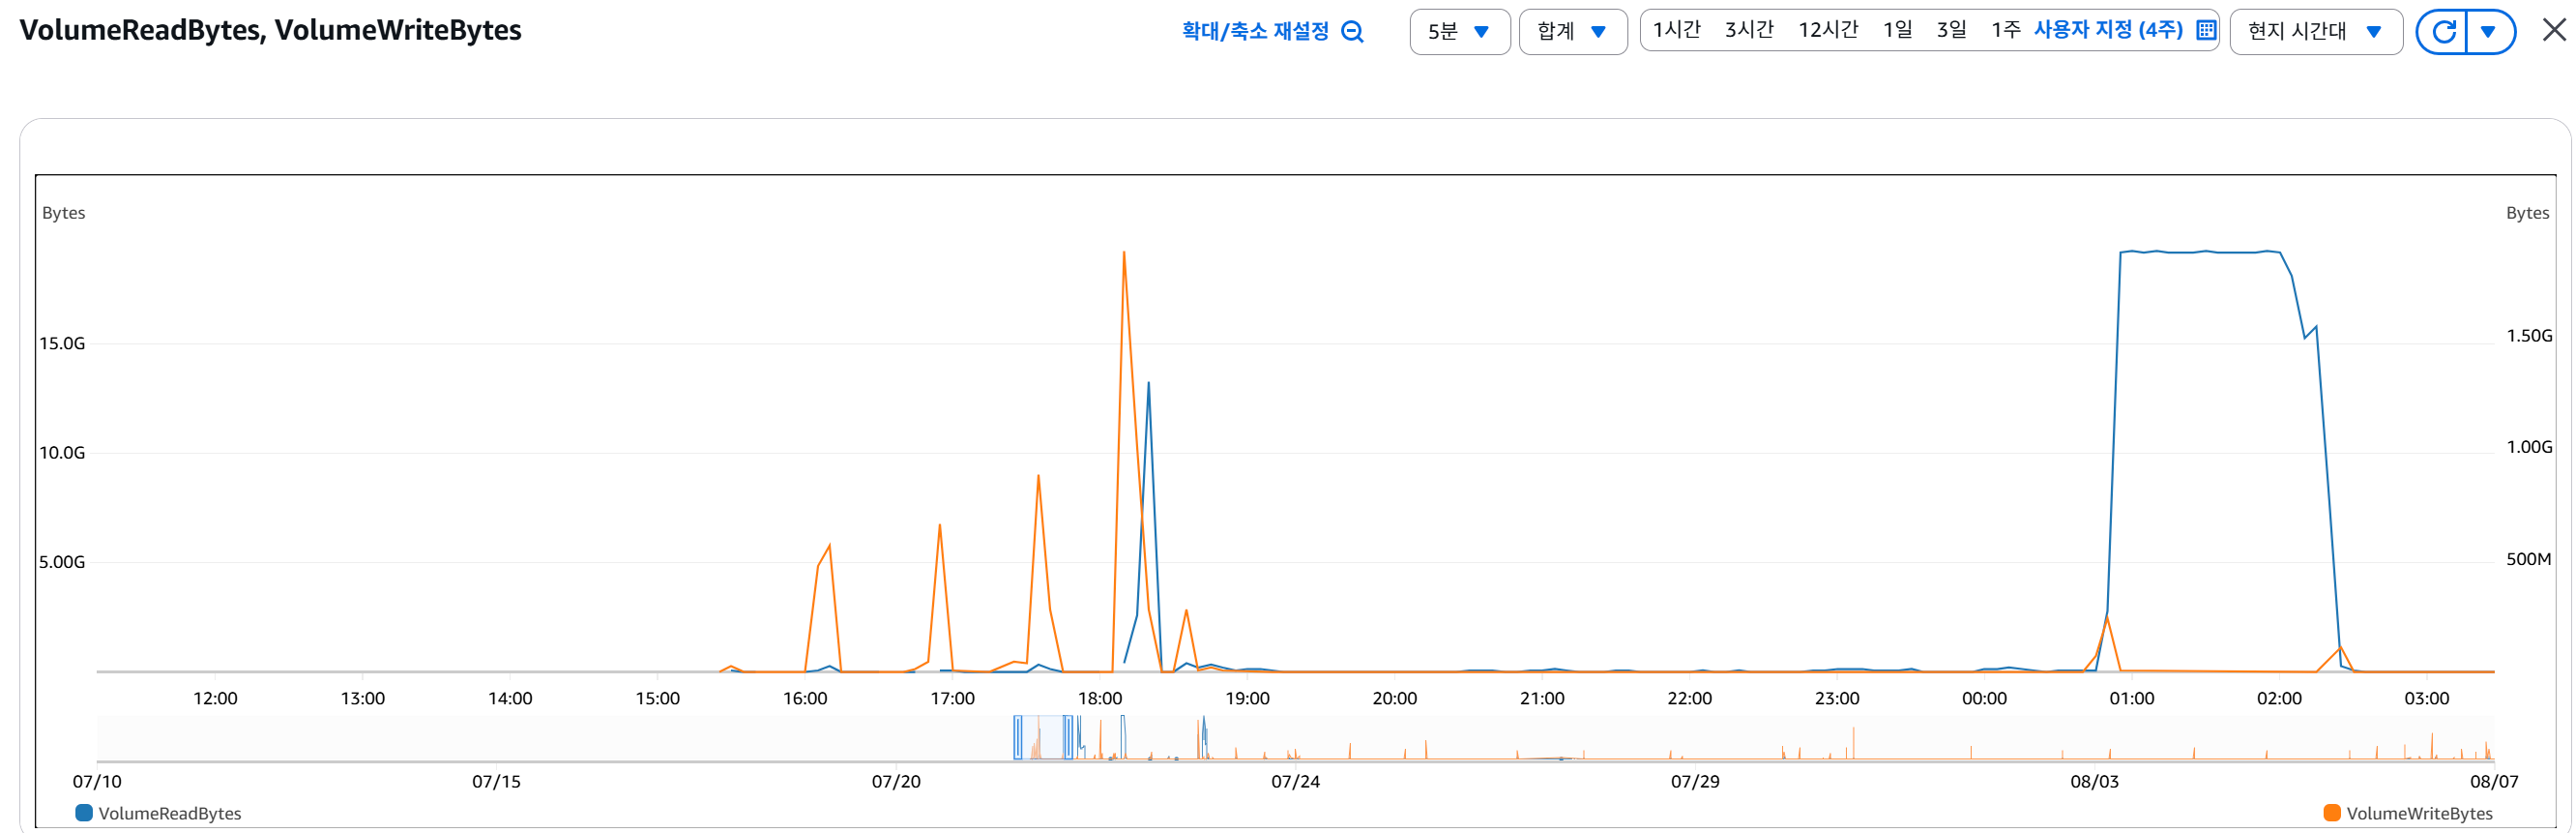 VolumeReadBytes, VolumeWriteBytes
확대/축소 재설정 5분 합계 1시간 3시간 12시간 1일 3일 1주 사용자 지정 (4주) 현지 시간대
Bytes Bytes
15.0G 1.50G
10.0G 1.00G
5.00G 500M
12:00 13:00 14:00 15:00 16:00 17:00 18:00 19:00 20:00 21:00 22:00 23:00 00:00 01:00 02:00 03:00
07/10 07/15 07/20 07/24 07/29 08/03 08/07
VolumeReadBytes VolumeWriteBytes